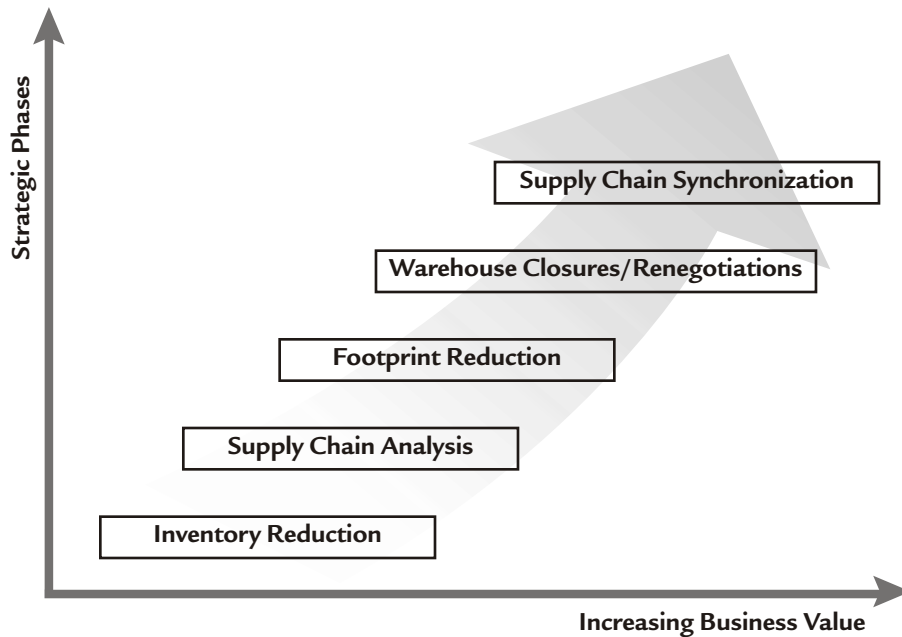 Strategic Phases
Supply Chain Synchronization
Warehouse Closures/Renegotiations
Footprint Reduction
Supply Chain Analysis
Inventory Reduction
Increasing Business Value